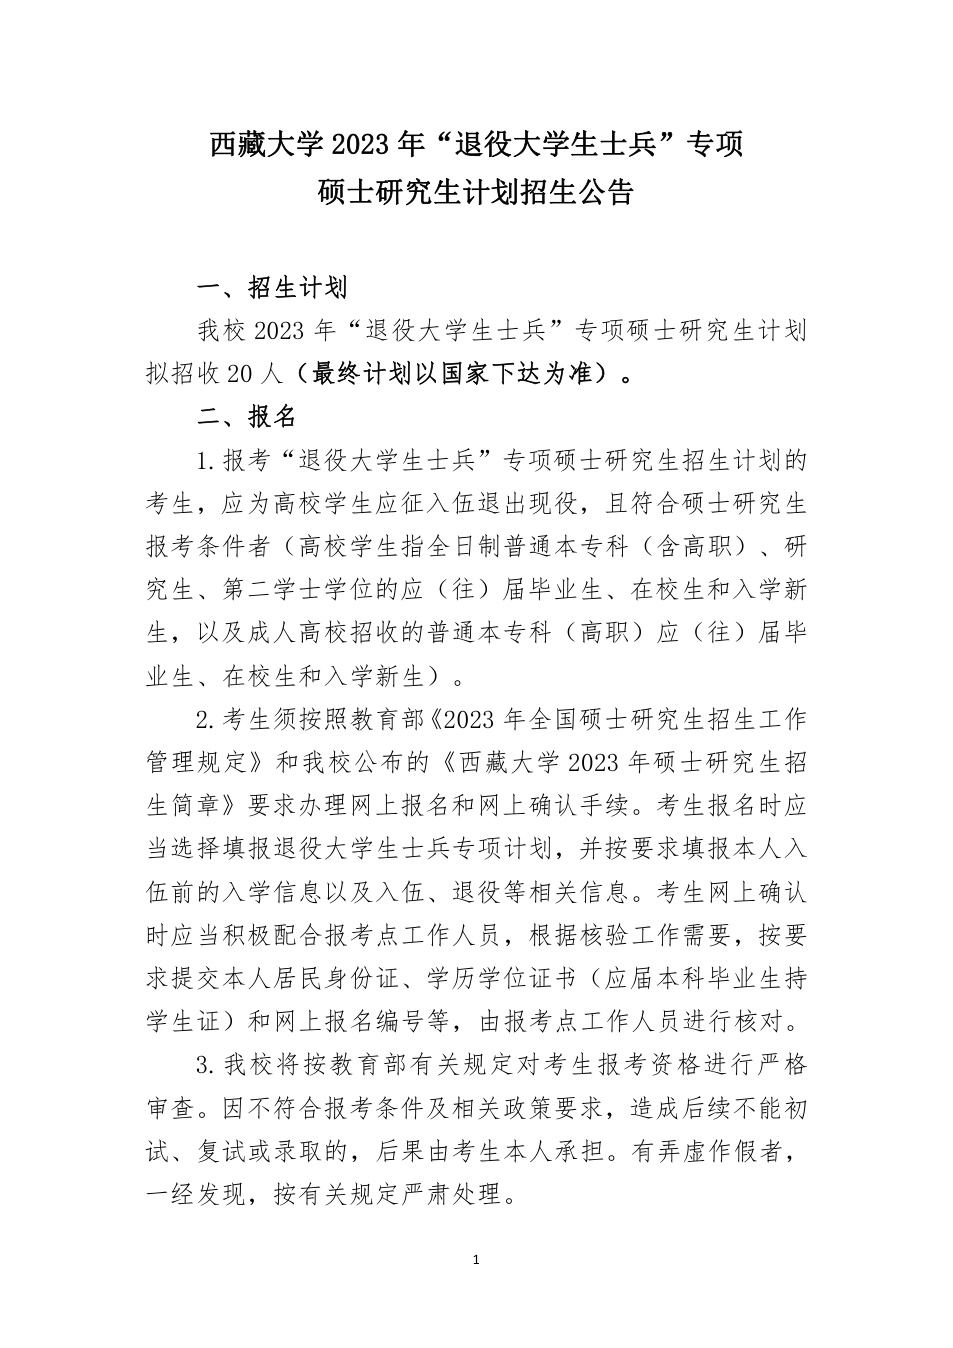 西藏大学 2023 年“退役大学生士兵”专项
硕士研究生计划招生公告
一、招生计划
我校 2023 年“退役大学生士兵”专项硕士研究生计划
拟招收 20 人（最终计划以国家下达为准）。
二、报名
1.报考“退役大学生士兵”专项硕士研究生招生计划的
考生，应为高校学生应征入伍退出现役，且符合硕士研究生
报考条件者（高校学生指全日制普通本专科（含高职）、研
究生、第二学士学位的应（往）届毕业生、在校生和入学新
生，以及成人高校招收的普通本专科（高职）应（往）届毕
业生、在校生和入学新生）。
2.考生须按照教育部《2023 年全国硕士研究生招生工作
管理规定》和我校公布的《西藏大学 2023 年硕士研究生招
生简章》要求办理网上报名和网上确认手续。考生报名时应
当选择填报退役大学生士兵专项计划，并按要求填报本人入
伍前的入学信息以及入伍、退役等相关信息。考生网上确认
时应当积极配合报考点工作人员，根据核验工作需要，按要
求提交本人居民身份证、学历学位证书（应届本科毕业生持
学生证）和网上报名编号等，由报考点工作人员进行核对。
3.我校将按教育部有关规定对考生报考资格进行严格
审查。因不符合报考条件及相关政策要求，造成后续不能初
试、复试或录取的，后果由考生本人承担。有弄虚作假者，
一经发现，按有关规定严肃处理。
1